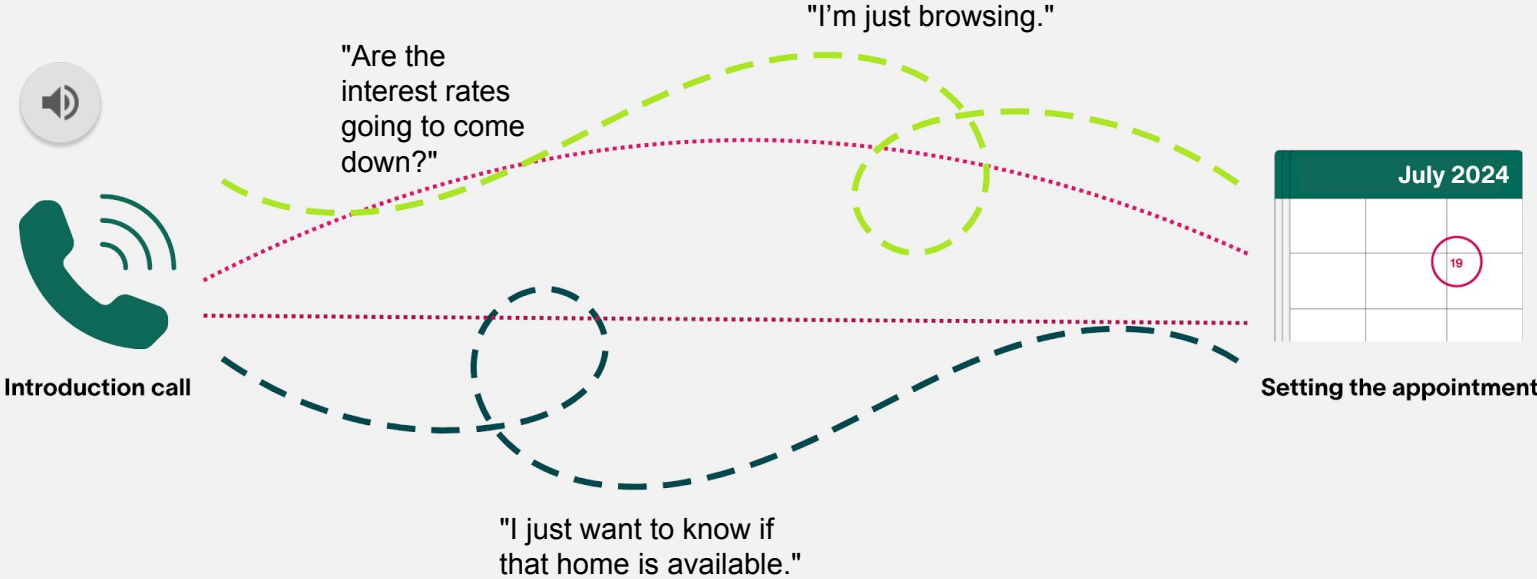 "I’m just browsing."
"Are the
interest rates
going to come
down?"
July 2024
19
Introduction call
Setting the appointment
"I just want to know if
that home is available."